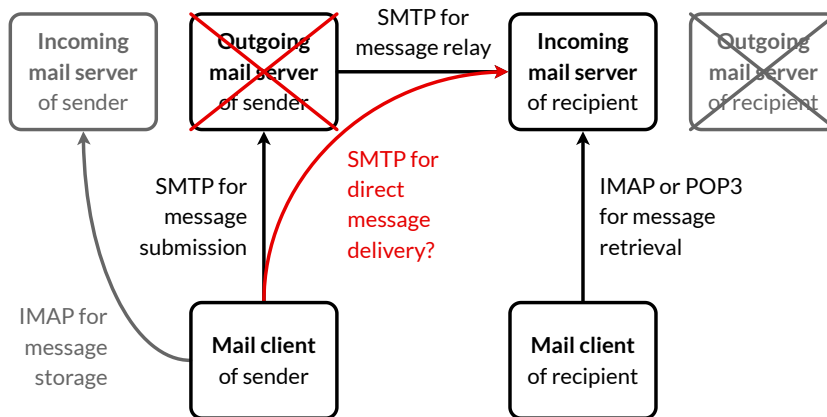 Incoming
mail server
of sender
Outgoing
mail server
of sender
SMTP for
message relay
Incoming
mail server
of recipient
Outgoing
mail server
of recipient
SMTP for
message
submission
SMTP for
direct
message
delivery?
IMAP or POP3
for message
retrieval
IMAP for
message
storage
Mail client
of sender
Mail client
of recipient